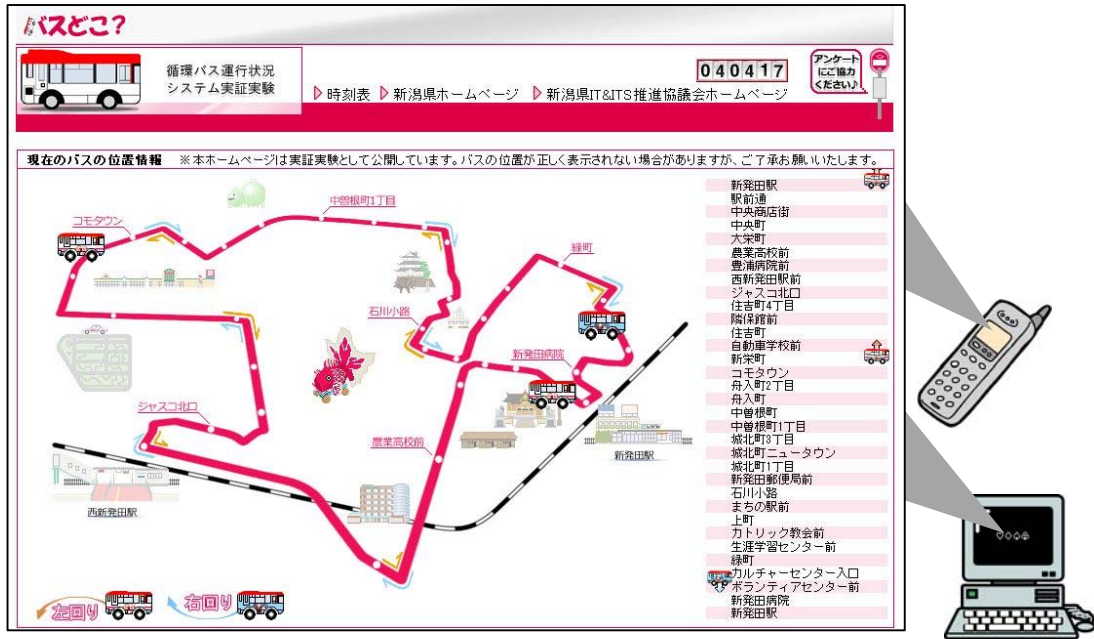 バスどこ?
循環バス運行状況
システム実証実験
040417
アンケート
にご協力
ください♪
時刻表
新潟県ホームページ
新潟県IT&ITS推進協議会ホームページ
現在のバスの位置情報 ※本ホームページは実証実験として公開しています。バスの位置が正しく表示されない場合がありますが、ご了承お願いいたします。
コモタウン
中曽根町1丁目
緑町
石川小路
新発田病院
ジャスコ北口
農業高校前
新発田駅
西新発田駅
左回り
右回り
新発田駅
駅前通
中央商店街
中央町
大栄町
農業高校前
豊浦病院前
西新発田駅前
ジャスコ北口
住吉町4丁目
隣保館前
住吉町
自動車学校前
新栄町
コモタウン
舟入町2丁目
舟入町
中曽根町
中曽根町1丁目
城北町3丁目
城北町ニュータウン
城北町1丁目
新発田郵便局前
石川小路
まちの駅前
上町
カトリック教会前
生涯学習センター前
緑町
カルチャーセンター入口
ボランティアセンター前
新発田病院
新発田駅